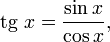 tg x = sin x / cos x,